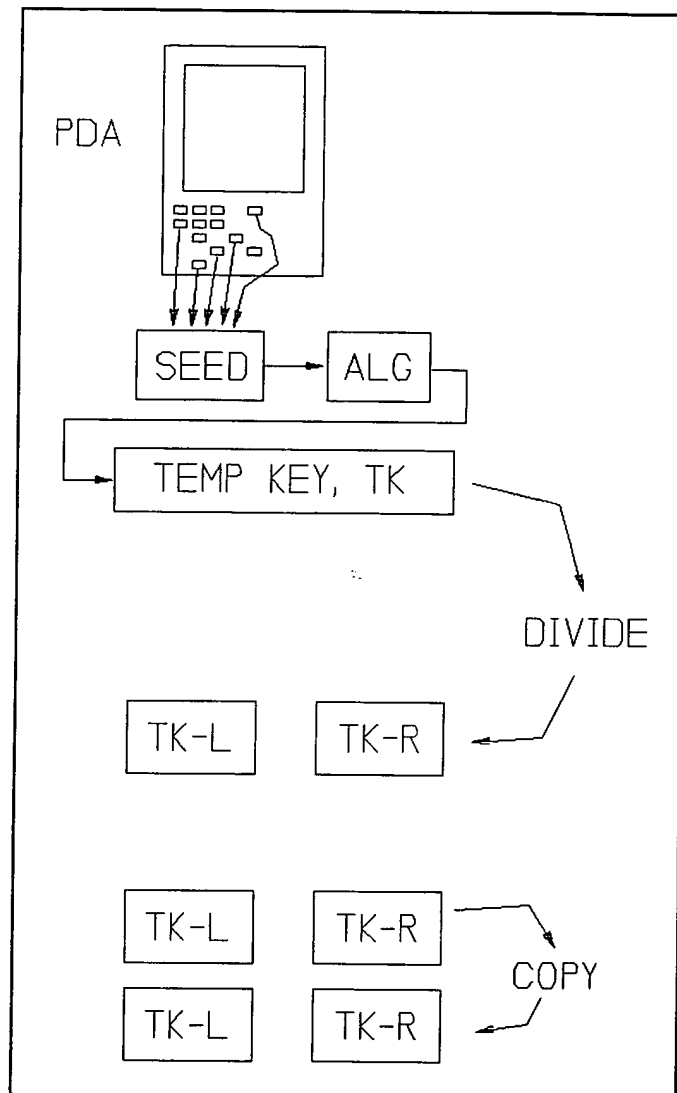 PDA
SEED ALG
TEMP KEY, TK
DIVIDE
TK-L TK-R
TK-L TK-R
COPY
TK-L TK-R